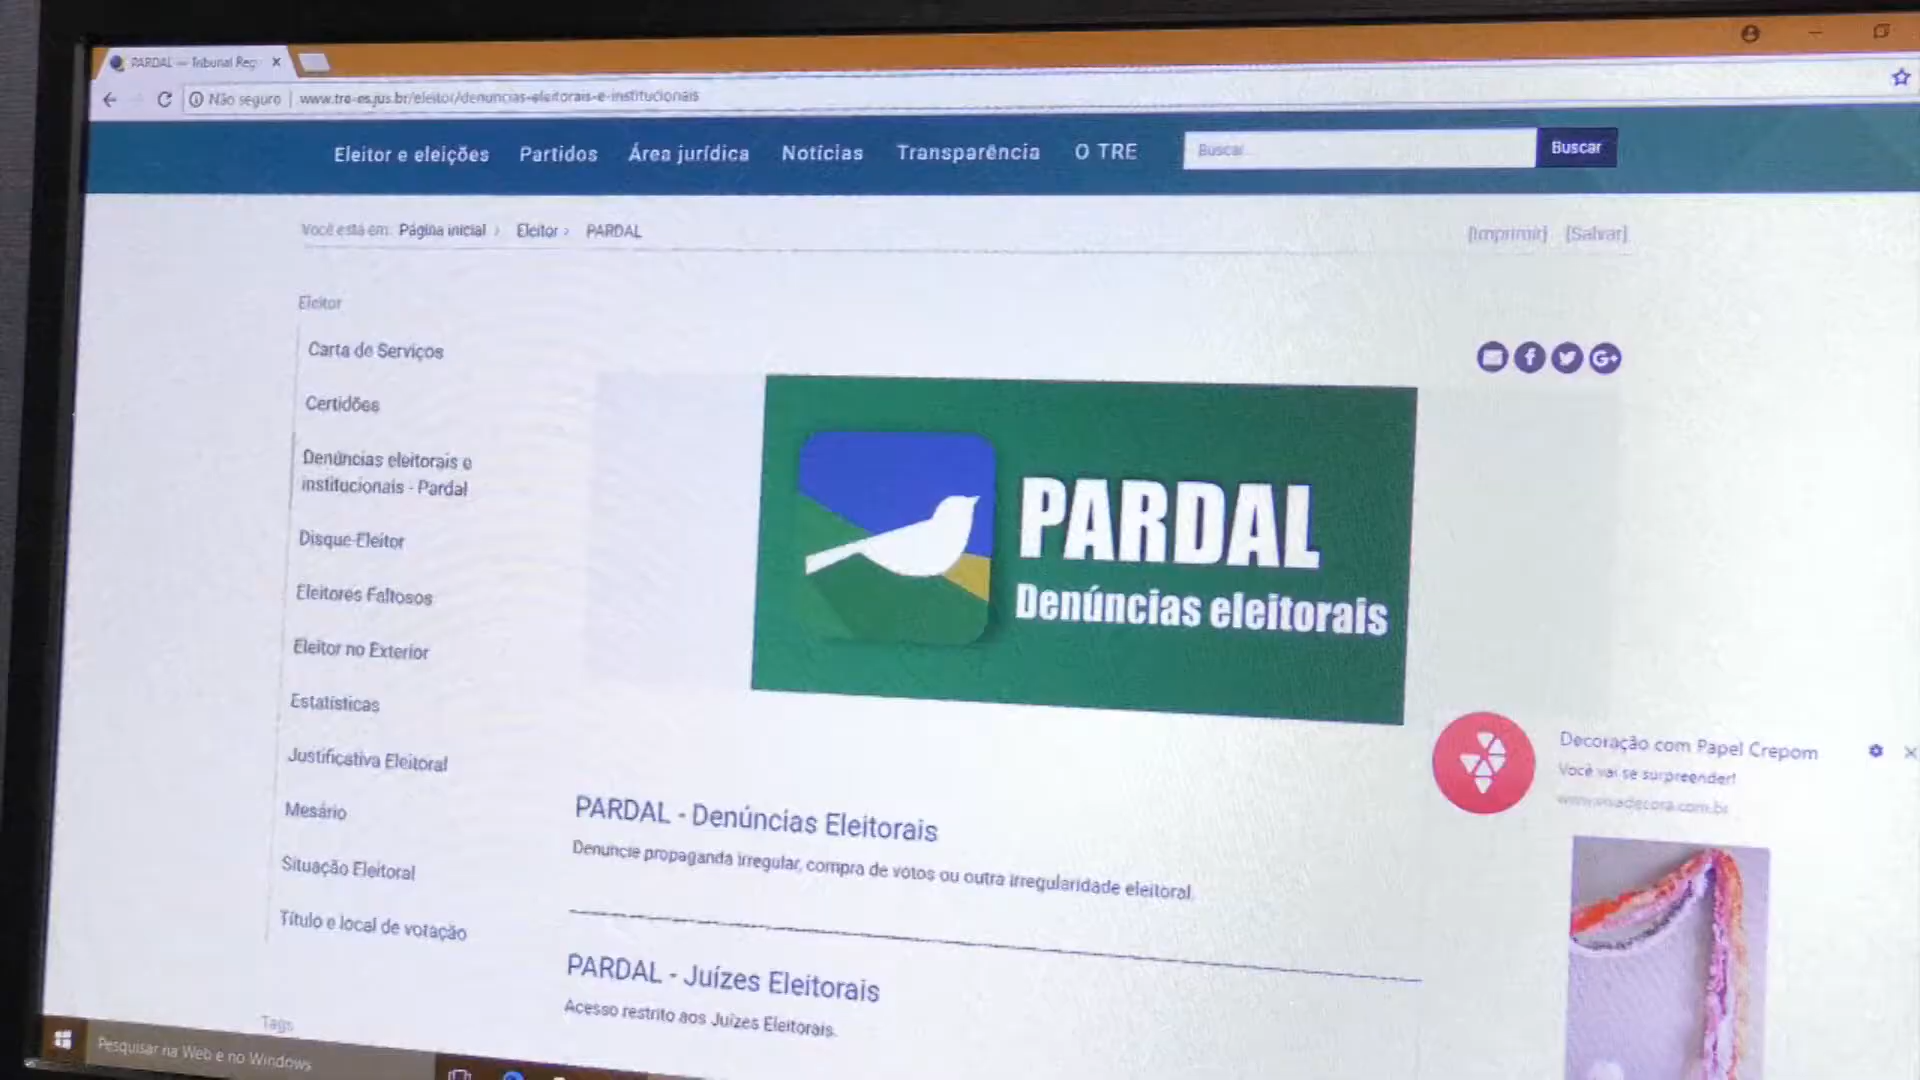 PARDAL — Tribunal Reg
Não seguro | www.tre-es.jus.br/eleitor/denuncias-eleitorais-e-institucionais
Eleitor e eleições Partidos Área jurídica Notícias Transparência O TRE Buscar Buscar
Você está em: Página inicial › Eleitor › PARDAL
[Imprimir] [Salvar]
Eleitor
Carta de Serviços
Certidões
Denúncias eleitorais e
institucionais - Pardal
Disque-Eleitor
Eleitores Faltosos
Eleitor no Exterior
Estatísticas
Justificativa Eleitoral
Mesário
Situação Eleitoral
Título e local de votação
Tags
PARDAL
Denúncias eleitorais
PARDAL - Denúncias Eleitorais
Denuncie propaganda irregular, compra de votos ou outra irregularidade eleitoral.
PARDAL - Juízes Eleitorais
Acesso restrito aos Juízes Eleitorais.
Decoração com Papel Crepom
Você vai se surpreender!
Pesquisar na Web e no Windows